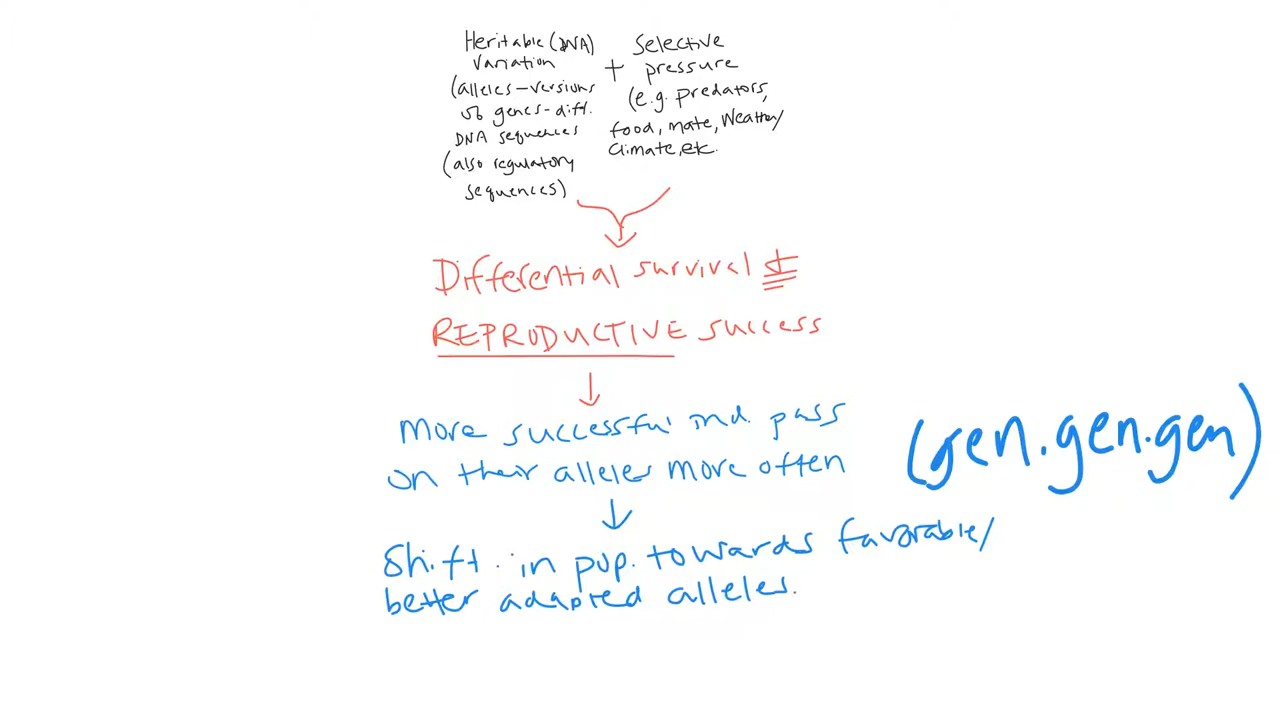 Heritable (DNA)
variation
(alleles - versions
of genes - diff.
DNA sequences
(also regulatory
sequences)
+
Selective
pressure
(e.g. predators,
food, mate, Weather/
climate, etc.
Differential survival &
REPRODUCTIVE success
More successful ind. pass
on their alleles more often
(gen. gen. gen)
Shift in pop. towards favorable/
better adapted alleles.